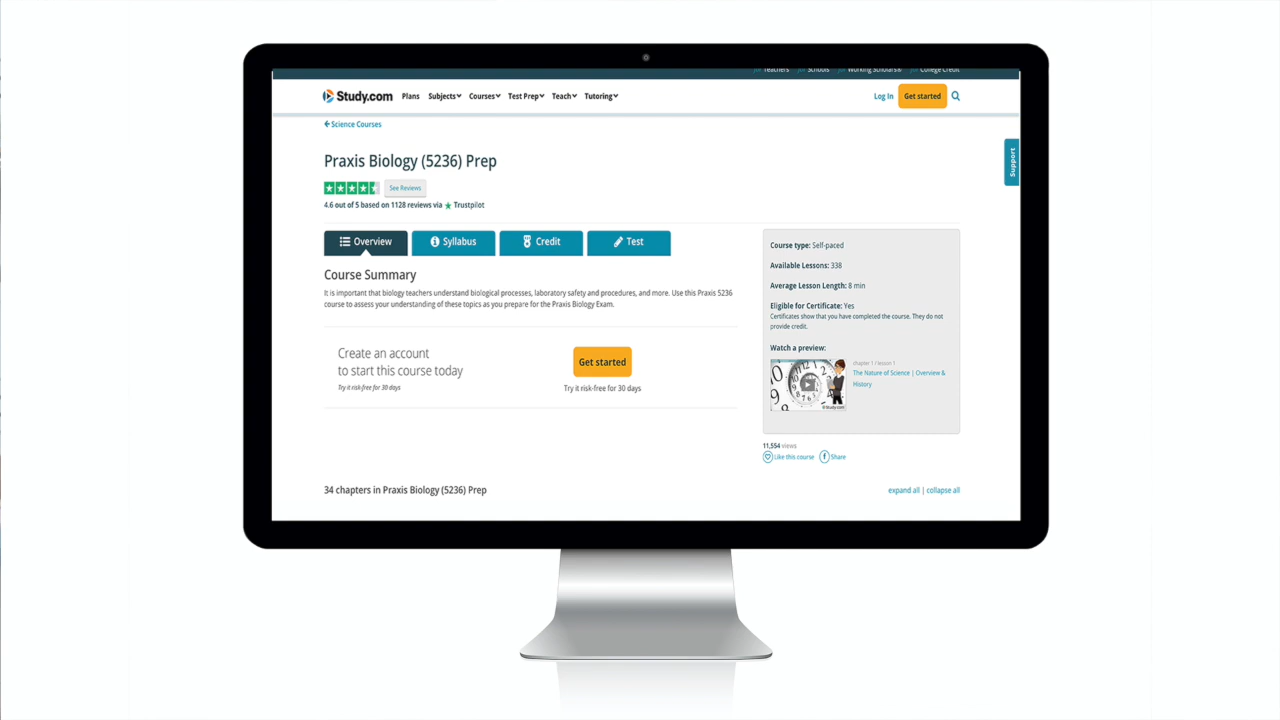 Teachers Schools Working Scholars® College Credit
Study.com Plans Subjects Courses Test Prep Teach Tutoring Log In Get started
Science Courses
Support
Praxis Biology (5236) Prep
See Reviews
4.6 out of 5 based on 1128 reviews via Trustpilot
Overview Syllabus Credit Test
Course Summary
It is important that biology teachers understand biological processes, laboratory safety and procedures, and more. Use this Praxis 5236
course to assess your understanding of these topics as you prepare for the Praxis Biology Exam.
Create an account
to start this course today
Try it risk-free for 30 days
Get started
Try it risk-free for 30 days
Course type: Self-paced
Available Lessons: 338
Average Lesson Length: 8 min
Eligible for Certificate: Yes
Certificates show that you have completed the course. They do not
provide credit.
Watch a preview:
chapter 1 / lesson 1
The Nature of Science | Overview &
History
© Study.com
11,554 views
Like this course Share
34 chapters in Praxis Biology (5236) Prep
expand all | collapse all